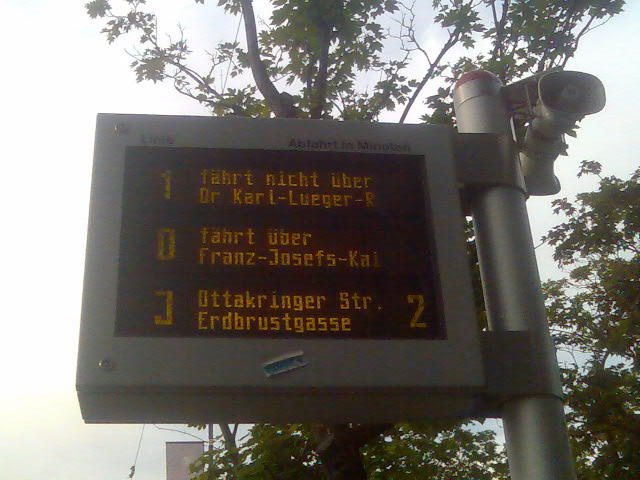 Linie Abfahrt in Minuten
1 fährt nicht über
Dr Karl-Lueger-R
D fährt über
Franz-Josefs-Kai
J Ottakringer Str. 2
Erdbrustgasse